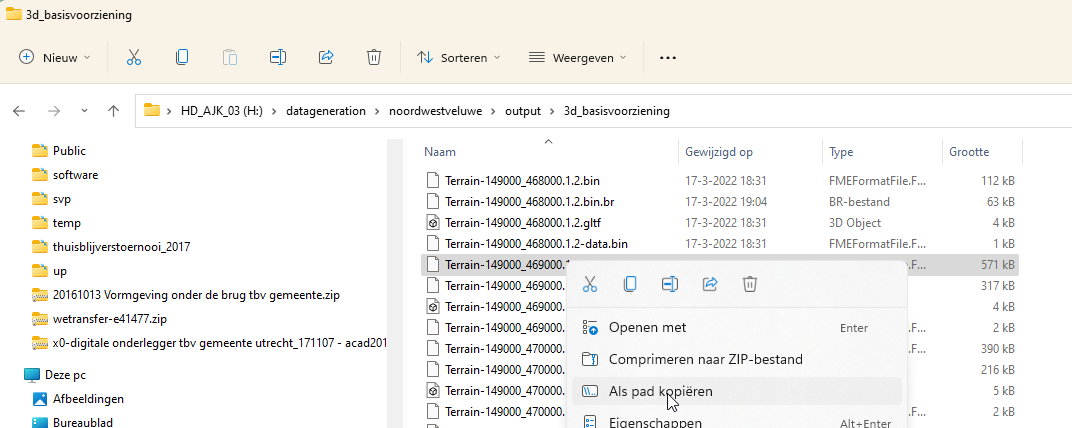 3d_basisvoorziening
Nieuw
Sorteren
Weergeven
HD_AJK_03 (H:) > datageneration > noordwestveluwe > output > 3d_basisvoorziening
Public
software
svp
temp
thuisblijverstoernooi_2017
up
20161013 Vormgeving onder de brug tbv gemeente.zip
wetransfer-e41477.zip
x0-digitale onderlegger tbv gemeente utrecht_171107 - acad201
Deze pc
Afbeeldingen
Bureaublad
Naam Gewijzigd op Type Grootte
Terrain-149000_468000.1.2.bin 17-3-2022 18:31 FMEFormatFile.F... 112 kB
Terrain-149000_468000.1.2.bin.br 17-3-2022 19:04 BR-bestand 63 kB
Terrain-149000_468000.1.2.gltf 17-3-2022 18:31 3D Object 4 kB
Terrain-149000_468000.1.2-data.bin 17-3-2022 18:31 FMEFormatFile.F... 1 kB
Terrain-149000_469000.1 .F... 571 kB
Terrain-149000_469000. 317 kB
Terrain-149000_469000. 4 kB
Terrain-149000_469000. .F... 2 kB
Terrain-149000_470000. .F... 390 kB
Terrain-149000_470000. 216 kB
Terrain-149000_470000. 5 kB
Terrain-149000_470000. .F... 2 kB
Openen met Enter
Comprimeren naar ZIP-bestand
Als pad kopiëren
Eigenschappen Alt+Enter